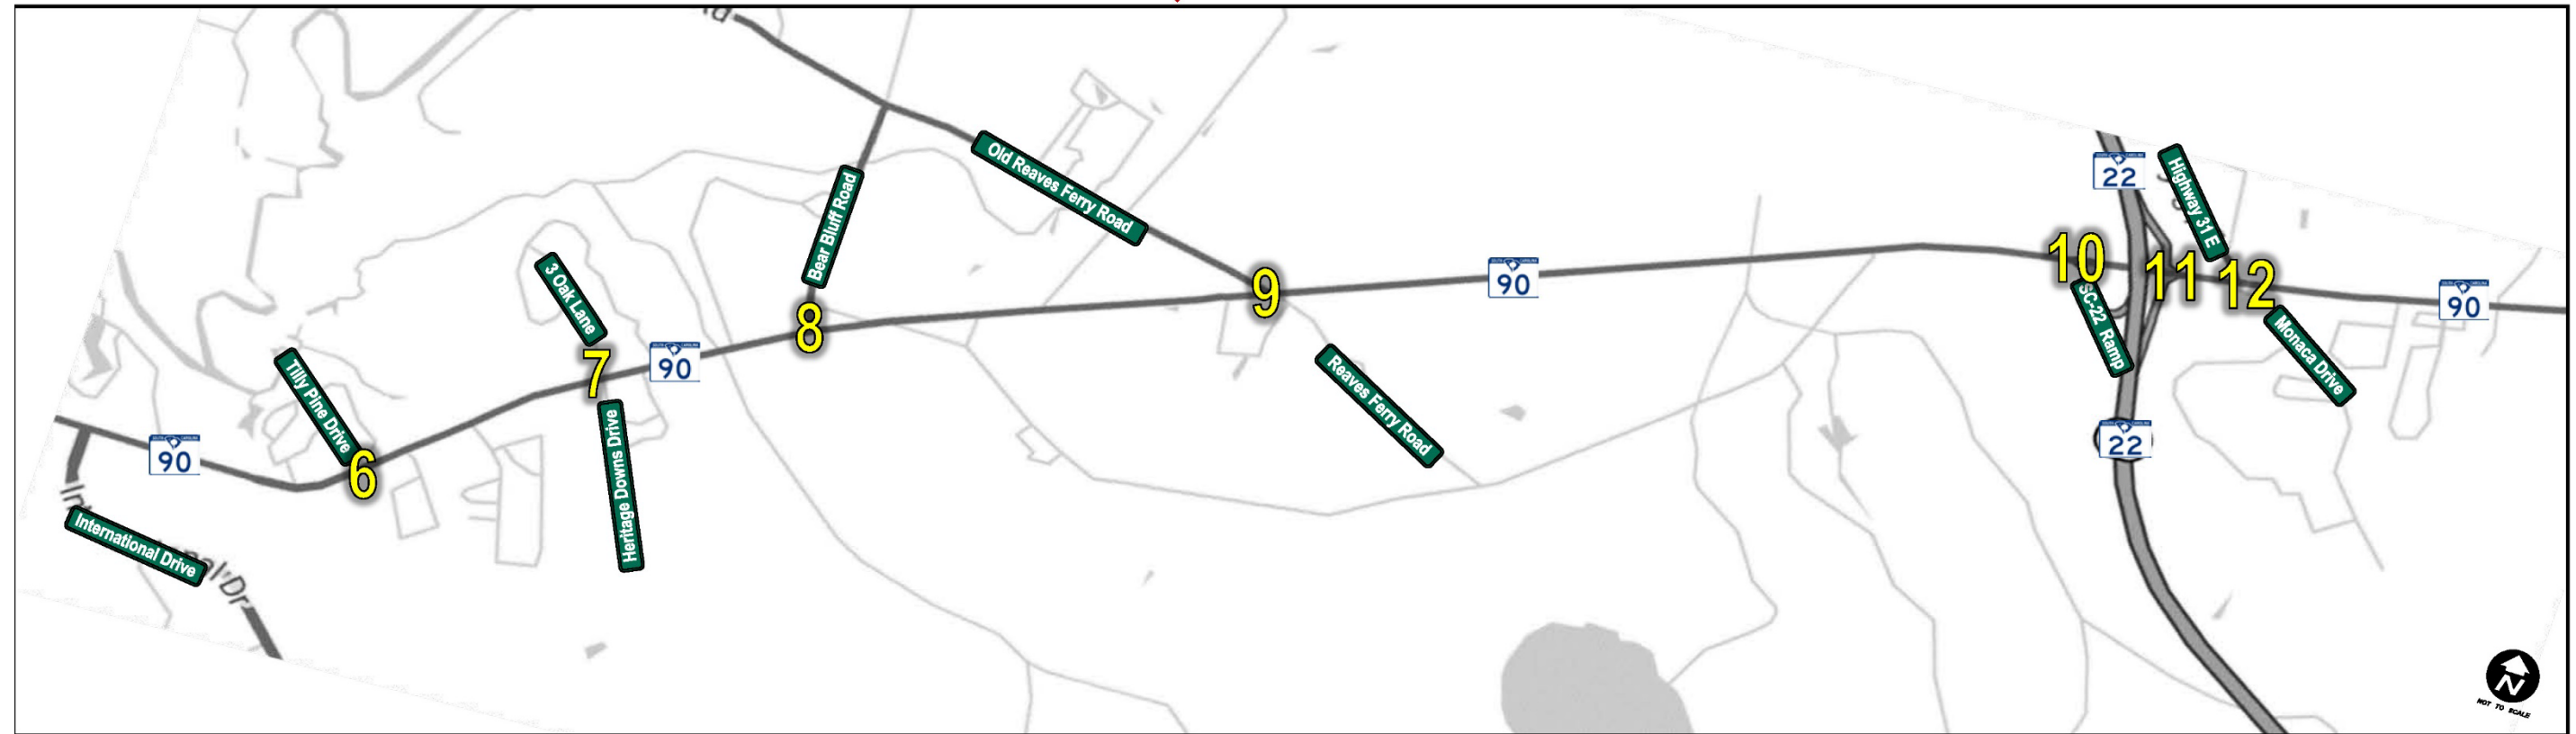 22
Highway 31 E
Old Reaves Ferry Road
Bear Bluff Road
10
11
12
SC-22 Ramp
90
9
90
3 Oak Lane
8
7
90
Monaca Drive
Tilly Pine Drive
Reaves Ferry Road
Heritage Downs Drive
6
90
22
International Drive
nal Dr
N
NOT TO SCALE